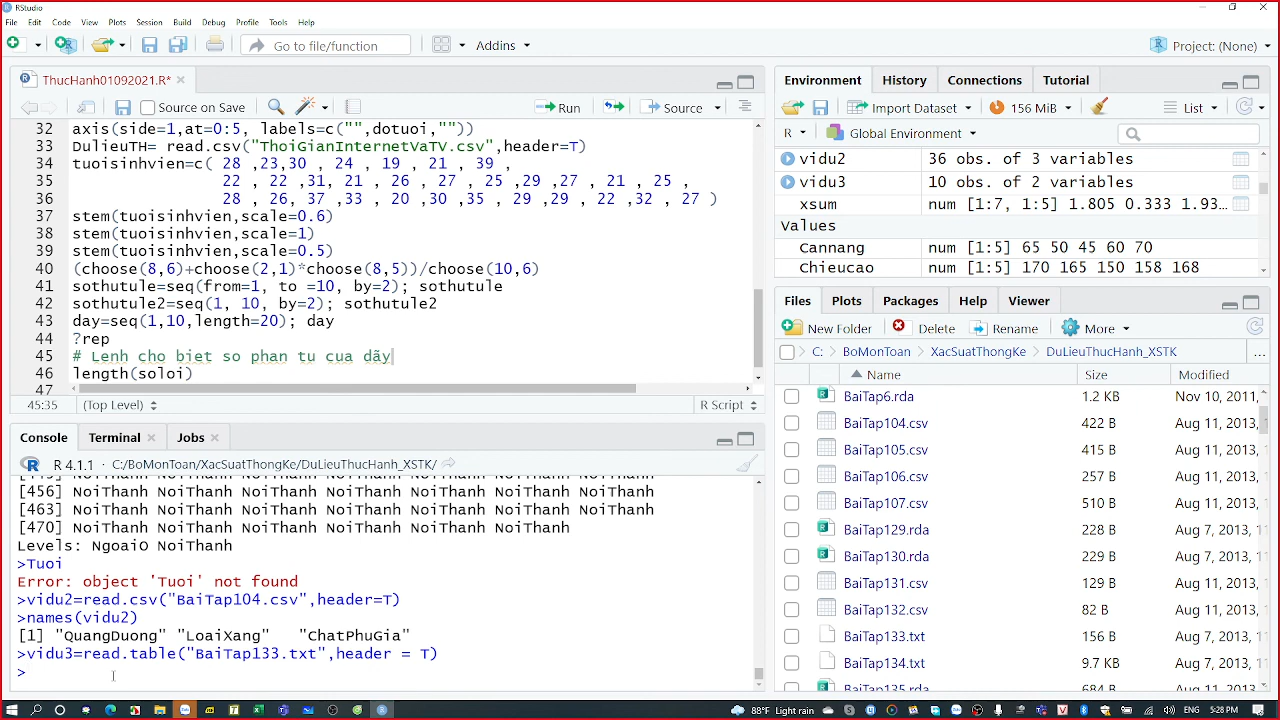 RStudio
File Edit Code View Plots Session Build Debug Profile Tools Help
Go to file/function Addins Project: (None)
ThucHanh01092021.R*
Source on Save Run Source
32 axis(side=1,at=0:5, labels=c("",dotuoi,""))
33 DulieuTH= read.csv("ThoiGianInternetVaTV.csv",header=T)
34 tuoisinhvien=c( 28 ,23,30 , 24 , 19 , 21 , 39 ,
35 22 , 22 ,31, 21 , 26 , 27 , 25 ,29 ,27 , 21 , 25 ,
36 28 , 26, 37 ,33 , 20 ,30 , 35 , 29 ,29 , 22 ,32 , 27 )
37 stem(tuoisinhvien,scale=0.6)
38 stem(tuoisinhvien,scale=1)
39 stem(tuoisinhvien,scale=0.5)
40 (choose(8,6)+choose(2,1)*choose(8,5))/choose(10,6)
41 sothutule=seq(from=1, to =10, by=2); sothutule
42 sothutule2=seq(1, 10, by=2); sothutule2
43 day=seq(1,10,length=20); day
44 ?rep
45 # Lenh cho biet so phan tu cua dãy
46 length(soloi)
47
45:35 (Top Level) R Script
Console Terminal Jobs
R 4.1.1 · C:/BoMonToan/XacSuatThongKe/DuLieuThucHanh_XSTK/
[456] NoiThanh NoiThanh NoiThanh NoiThanh NoiThanh NoiThanh NoiThanh
[463] NoiThanh NoiThanh NoiThanh NoiThanh NoiThanh NoiThanh NoiThanh
[470] NoiThanh NoiThanh NoiThanh NoiThanh NoiThanh NoiThanh
Levels: NgoaiO NoiThanh
>Tuoi
Error: object 'Tuoi' not found
>vidu2=read.csv("BaiTap104.csv",header=T)
>names(vidu2)
[1] "QuangDuong" "LoaiXang" "ChatPhuGia"
>vidu3=read.table("BaiTap133.txt",header = T)
>
Environment History Connections Tutorial
Import Dataset 156 MiB List
R Global Environment
vidu2 36 obs. of 3 variables
vidu3 10 obs. of 2 variables
xsum num [1:7, 1:5] 1.805 0.333 1.93…
Values
Cannang num [1:5] 65 50 45 60 70
Chieucao num [1:5] 170 165 150 158 168
Files Plots Packages Help Viewer
New Folder Delete Rename More
C: BoMonToan XacSuatThongKe DuLieuThucHanh_XSTK ...
Name Size Modified
BaiTap6.rda 1.2 KB Nov 10, 2011,
BaiTap104.csv 422 B Aug 11, 2013,
BaiTap105.csv 415 B Aug 11, 2013,
BaiTap106.csv 257 B Aug 11, 2013,
BaiTap107.csv 510 B Aug 11, 2013,
BaiTap129.rda 228 B Aug 7, 2013, 1
BaiTap130.rda 229 B Aug 7, 2013, 1
BaiTap131.csv 129 B Aug 11, 2013,
BaiTap132.csv 82 B Aug 11, 2013,
BaiTap133.txt 156 B Aug 7, 2013, 1
BaiTap134.txt 9.7 KB Aug 7, 2013, 1
BaiTap135.rda 684 B Aug 7, 2013, 1
88°F Light rain 5:28 PM